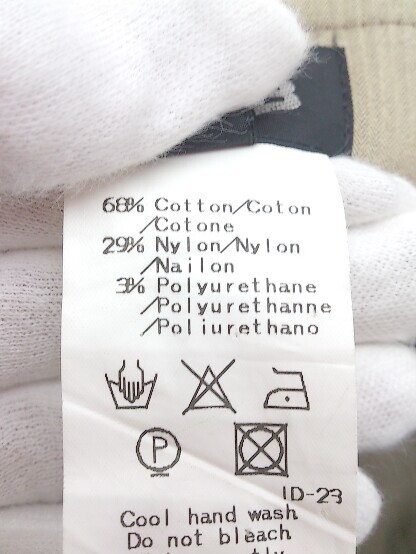 68% Cotton/Coton
/Cotone
29% Nylon/Nylon
/Nailon
3% Polyurethane
/Polyurethanne
/Poliurethano
P
ID-23
Cool hand wash
Do not bleach